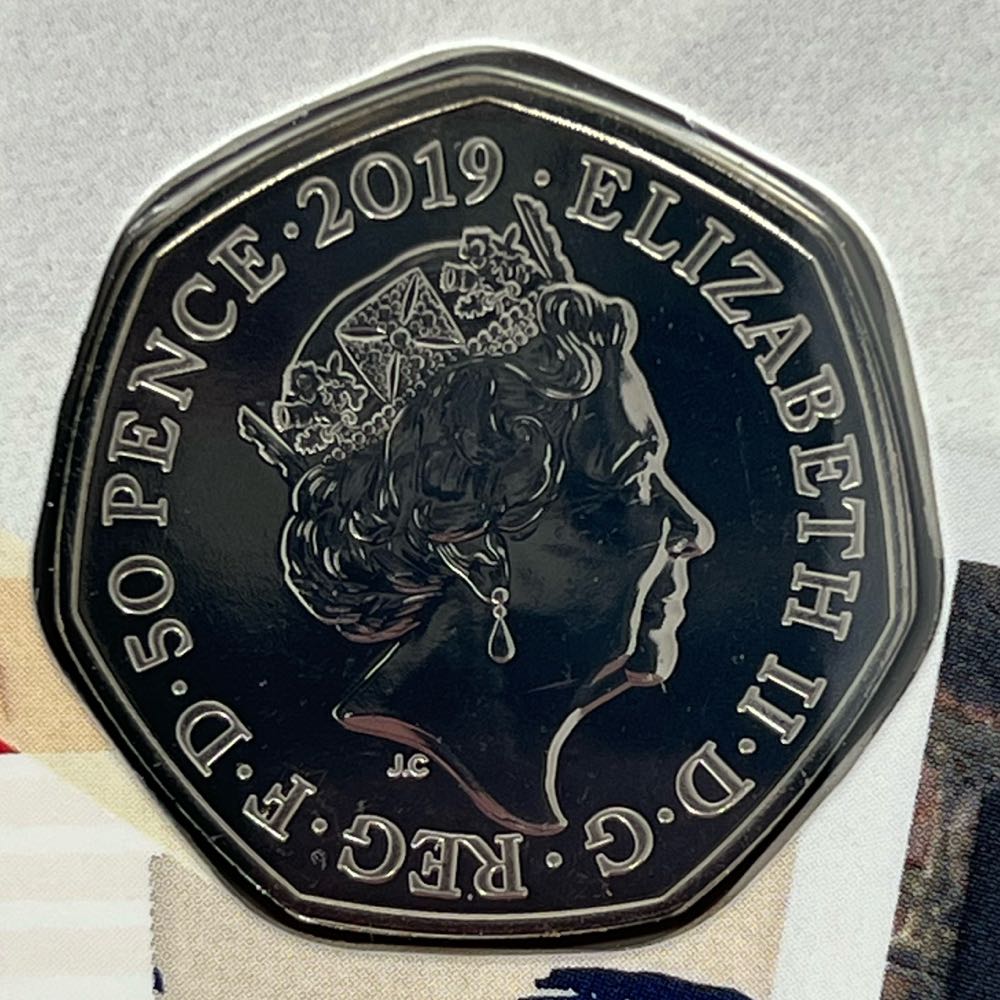 ELIZABETH II · D · G · REG · F · D · 50 PENCE · 2019 ·
J.C